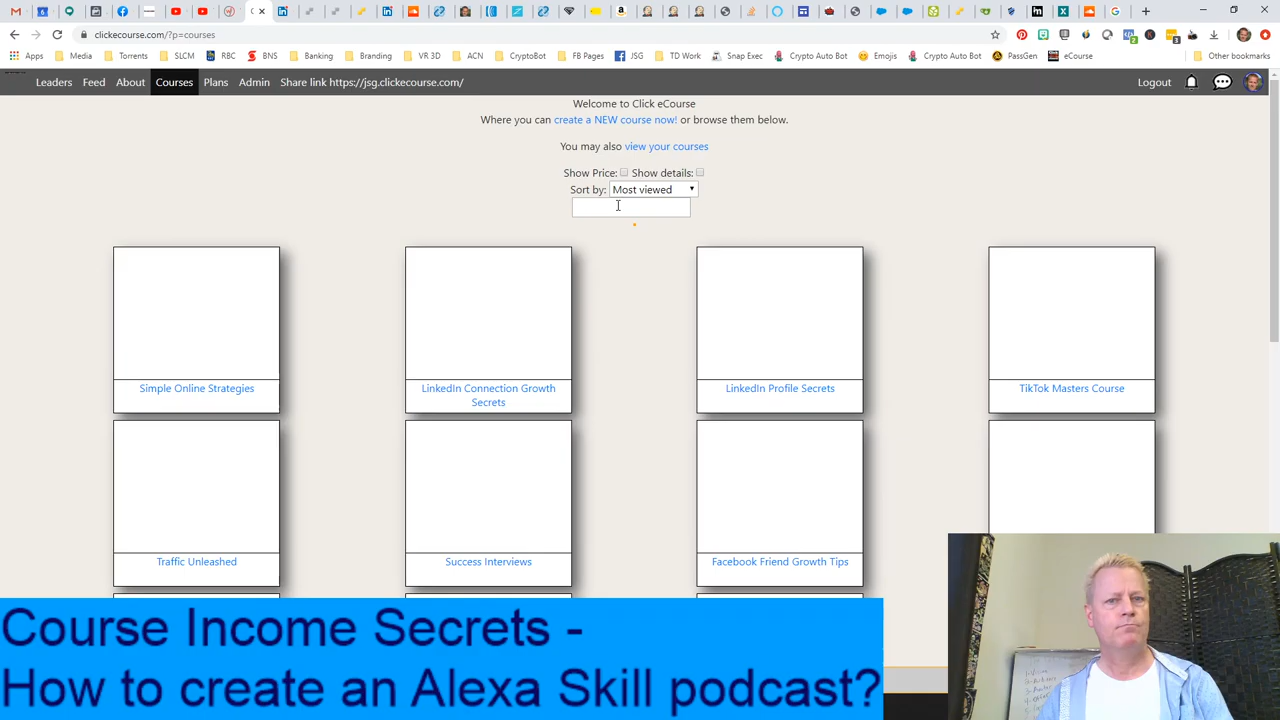 clickecourse.com/?p=courses
Apps Media Torrents SLCM RBC BNS Banking Branding VR 3D ACN CryptoBot FB Pages JSG TD Work Snap Exec Crypto Auto Bot Emojis Crypto Auto Bot PassGen eCourse Other bookmarks
Leaders Feed About Courses Plans Admin Share link https://jsg.clickecourse.com/ Logout
Welcome to Click eCourse
Where you can create a NEW course now! or browse them below.
You may also view your courses
Show Price: Show details:
Sort by: Most viewed
Simple Online Strategies
LinkedIn Connection Growth
Secrets
LinkedIn Profile Secrets
TikTok Masters Course
Traffic Unleashed
Success Interviews
Facebook Friend Growth Tips
Course Income Secrets -
How to create an Alexa Skill podcast?